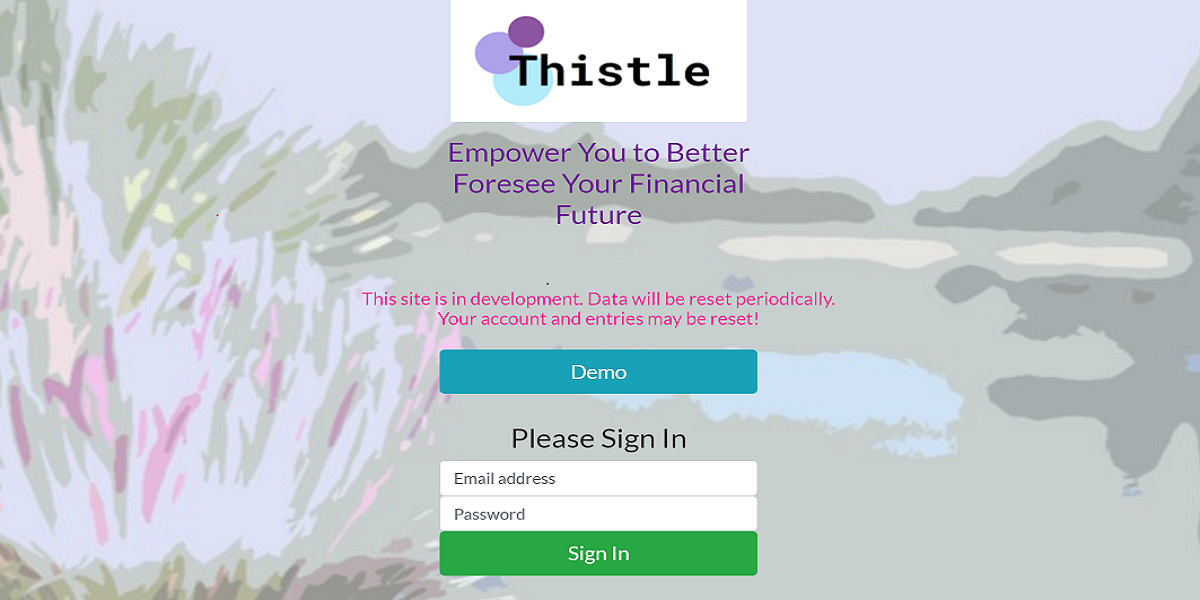 Thistle
Empower You to Better
Foresee Your Financial
Future
This site is in development. Data will be reset periodically.
Your account and entries may be reset!
Demo
Please Sign In
Email address
Password
Sign In